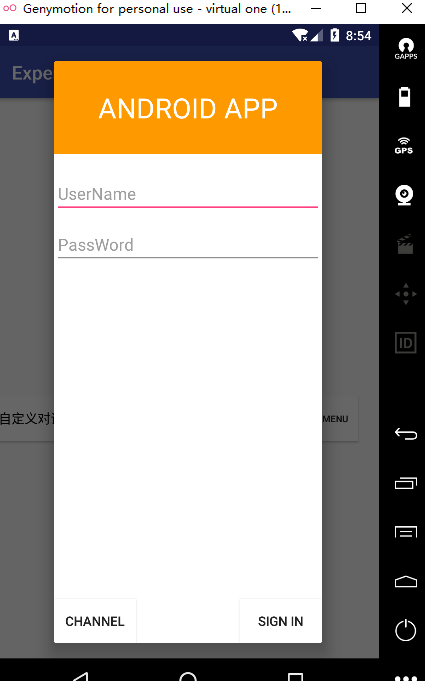 Genymotion for personal use - virtual one (1...
8:54
Expe
GAPPS
ANDROID APP
GPS
UserName
PassWord
ID
自定义对
MENU
CHANNEL
SIGN IN